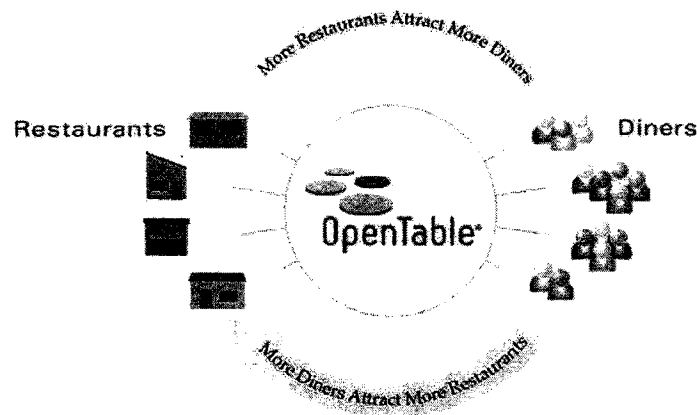 More Restaurants Attract More Diners
Restaurants
Diners
OpenTable®
More Diners Attract More Restaurants